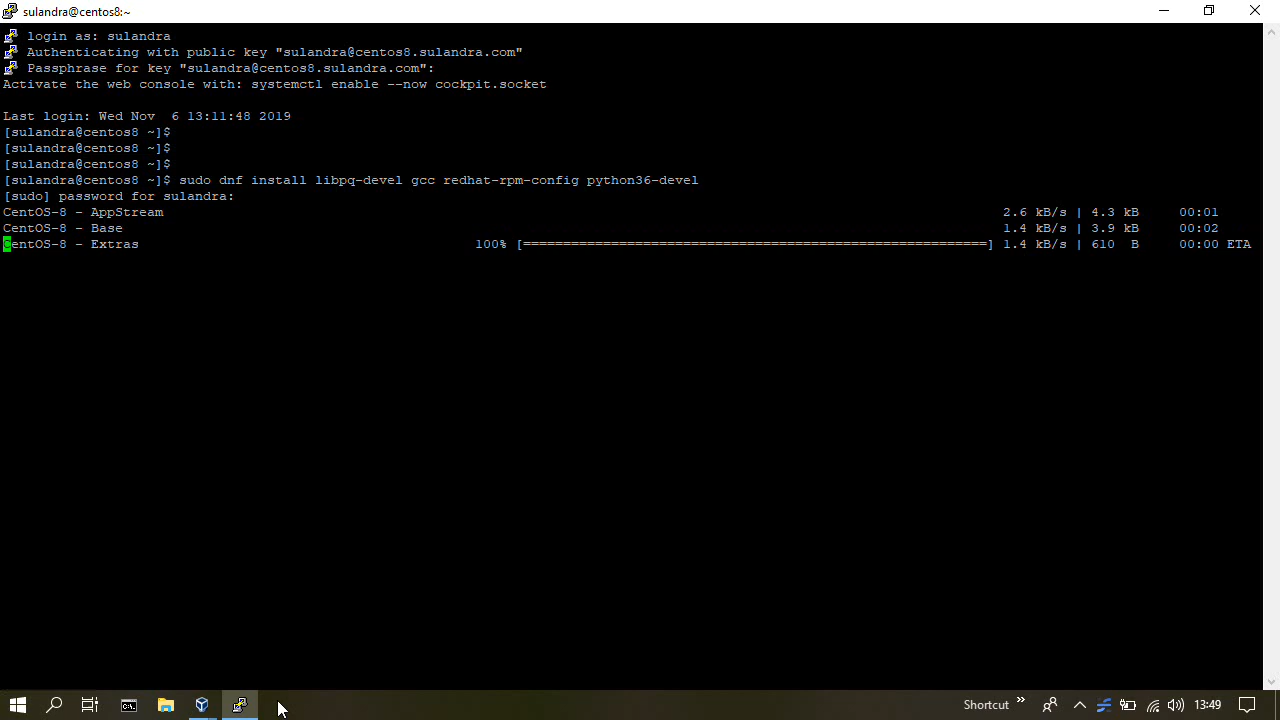 sulandra@centos8:~
login as: sulandra
Authenticating with public key "sulandra@centos8.sulandra.com"
Passphrase for key "sulandra@centos8.sulandra.com":
Activate the web console with: systemctl enable --now cockpit.socket
Last login: Wed Nov  6 13:11:48 2019
[sulandra@centos8 ~]$
[sulandra@centos8 ~]$
[sulandra@centos8 ~]$
[sulandra@centos8 ~]$ sudo dnf install libpq-devel gcc redhat-rpm-config python36-devel
[sudo] password for sulandra:
CentOS-8 - AppStream 2.6 kB/s | 4.3 kB 00:01
CentOS-8 - Base 1.4 kB/s | 3.9 kB 00:02
CentOS-8 - Extras 100% [==========================================================] 1.4 kB/s | 610  B 00:00 ETA
Shortcut » 13:49